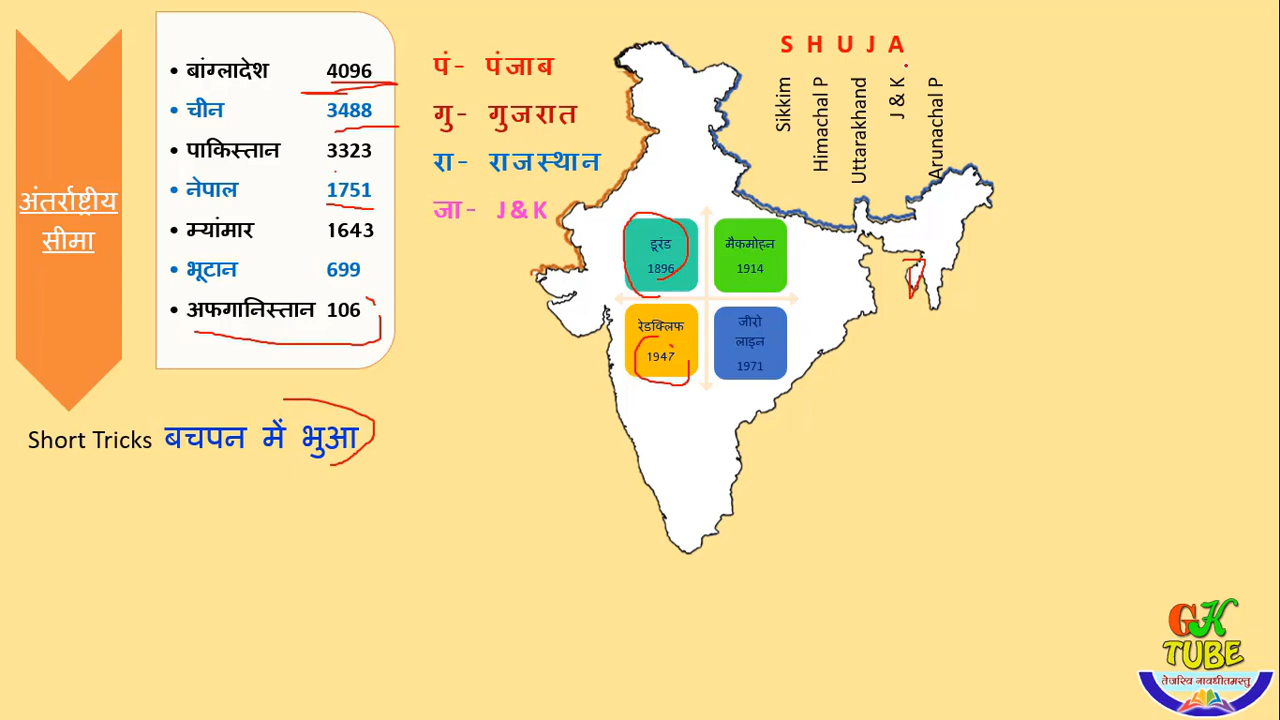 अंतर्राष्ट्रीय
सीमा
• बांग्लादेश 4096
• चीन 3488
• पाकिस्तान 3323
• नेपाल 1751
• म्यांमार 1643
• भूटान 699
• अफगानिस्तान 106
Short Tricks बचपन में भुआ
पं- पंजाब
गु- गुजरात
रा- राजस्थान
जा- J&K
S H U J A
Sikkim
Himachal P
Uttarakhand
J & K
Arunachal P
डूरंड
1896
मैकमोहन
1914
रेडक्लिफ
1947
जीरो
लाइन
1971
GK
TUBE
तेजस्वि नावधीतमस्तु